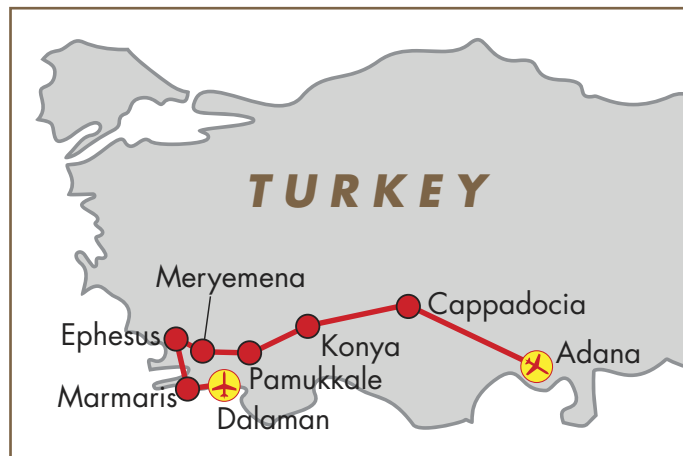 TURKEY
Meryemena
Cappadocia
Ephesus
Konya
Adana
Pamukkale
Marmaris
Dalaman